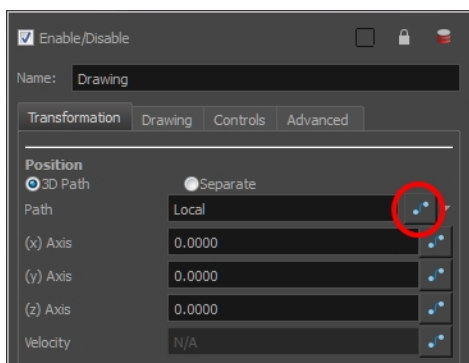 Enable/Disable
Name: Drawing
Transformation Drawing Controls Advanced
Position
3D Path Separate
Path Local
(x) Axis 0.0000
(y) Axis 0.0000
(z) Axis 0.0000
Velocity N/A